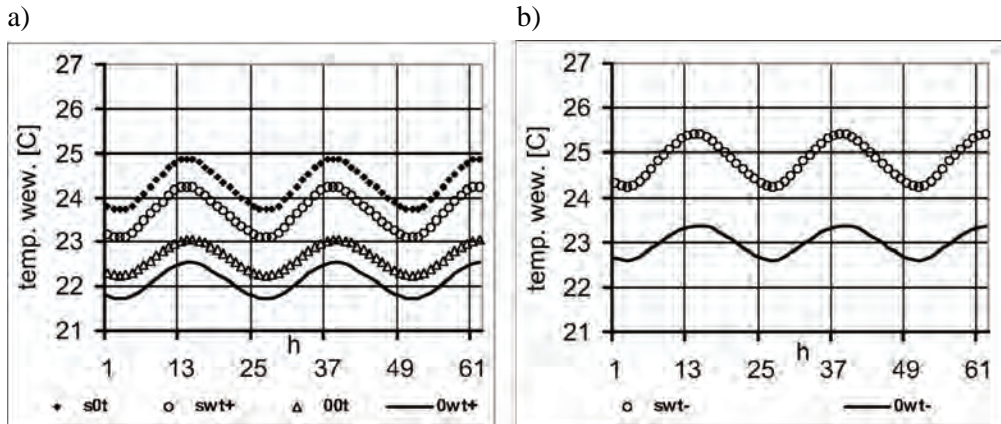 a)
27
26
25
24
23
22
21
temp. wew. [C]
h
1 13 25 37 49 61
s0t swt+ 00t 0wt+
b)
27
26
25
24
23
22
21
temp. wew. [C]
h
1 13 25 37 49 61
swt- 0wt-